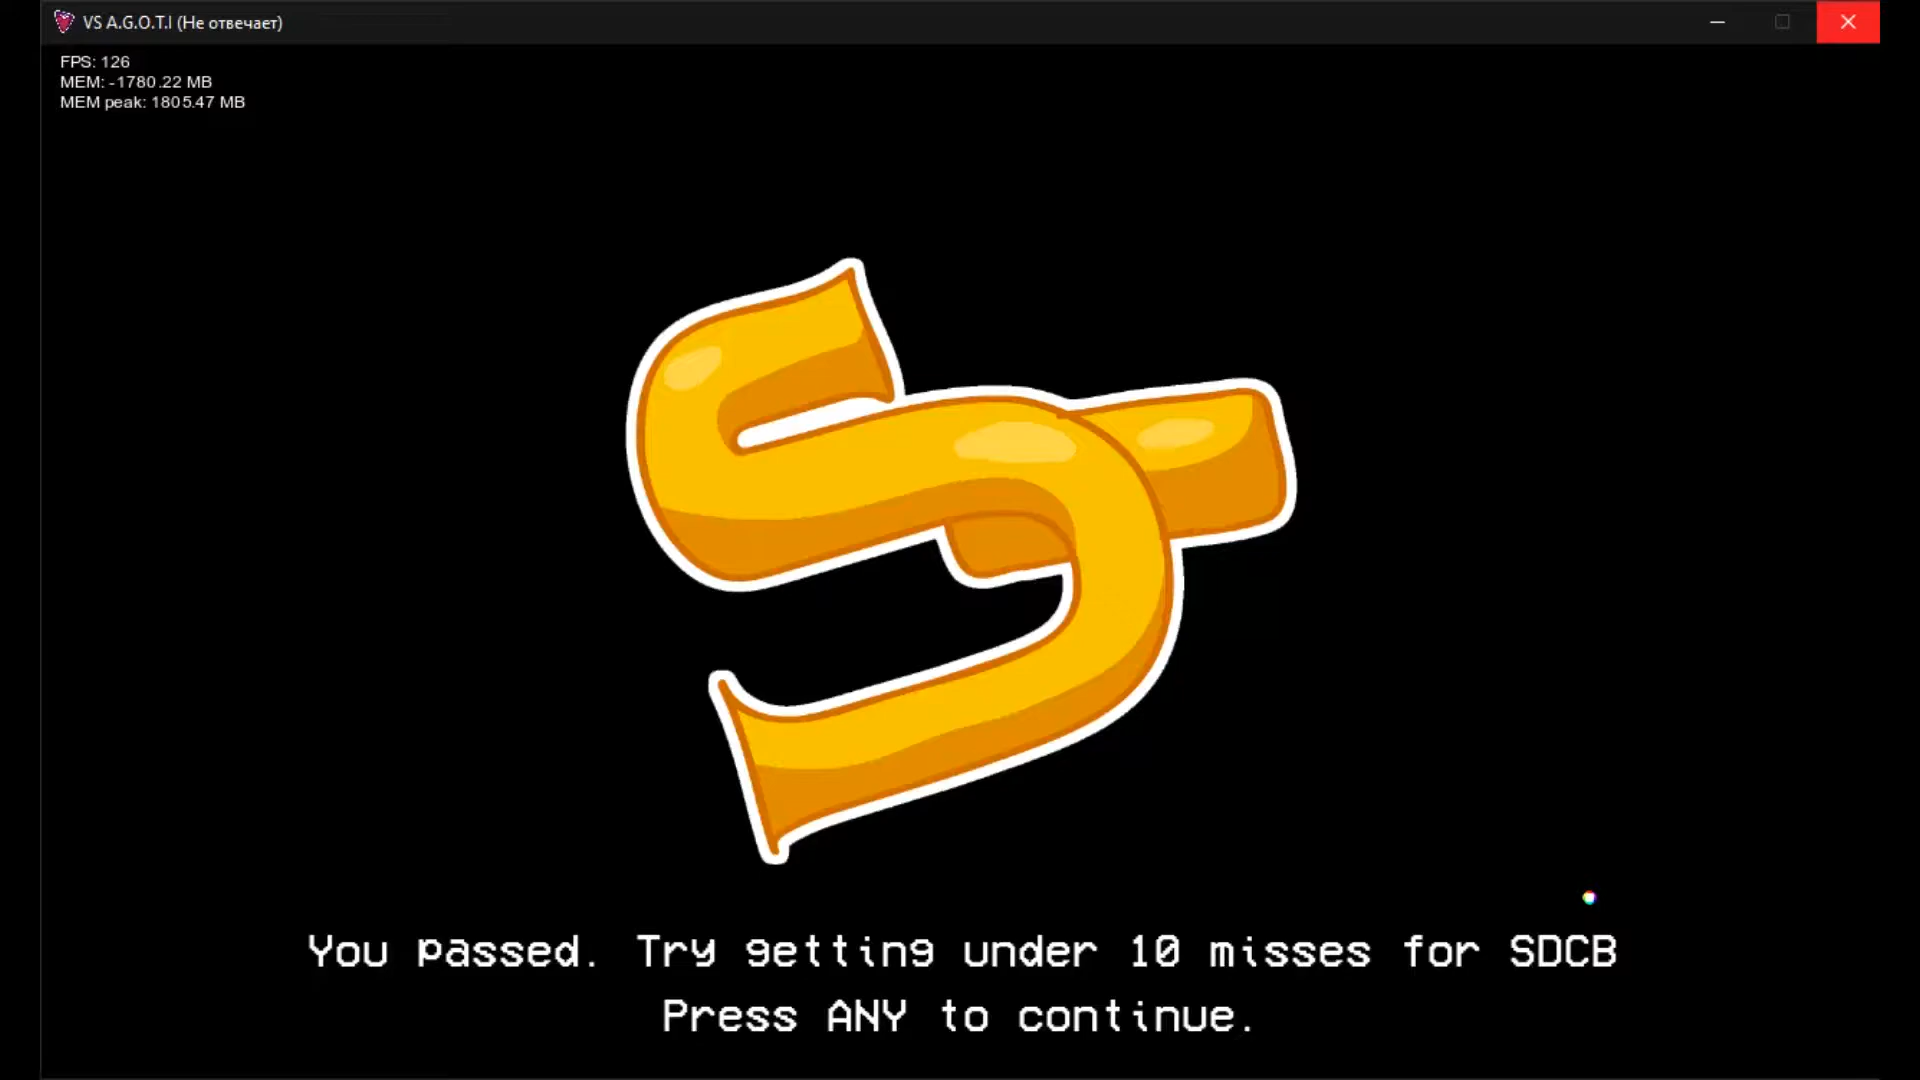 VS A.G.O.T.I (Не отвечает)
FPS: 126
MEM: -1780.22 MB
MEM peak: 1805.47 MB
S-
You passed. Try getting under 10 misses for SDCB
Press ANY to continue.